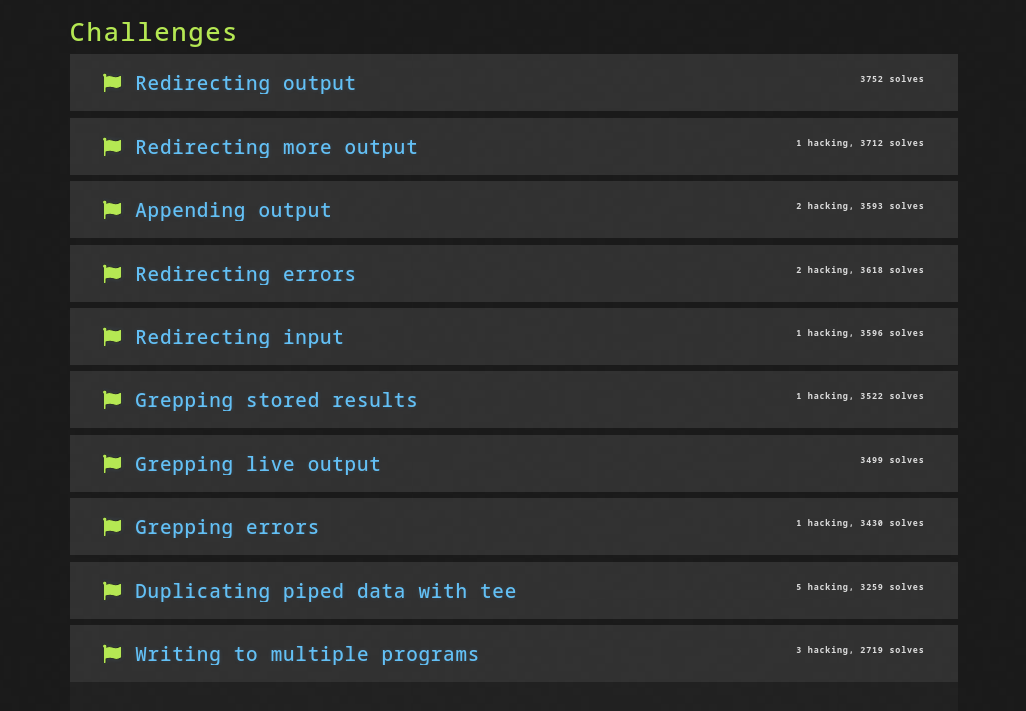 Challenges
Redirecting output 3752 solves
Redirecting more output 1 hacking, 3712 solves
Appending output 2 hacking, 3593 solves
Redirecting errors 2 hacking, 3618 solves
Redirecting input 1 hacking, 3596 solves
Grepping stored results 1 hacking, 3522 solves
Grepping live output 3499 solves
Grepping errors 1 hacking, 3430 solves
Duplicating piped data with tee 5 hacking, 3259 solves
Writing to multiple programs 3 hacking, 2719 solves